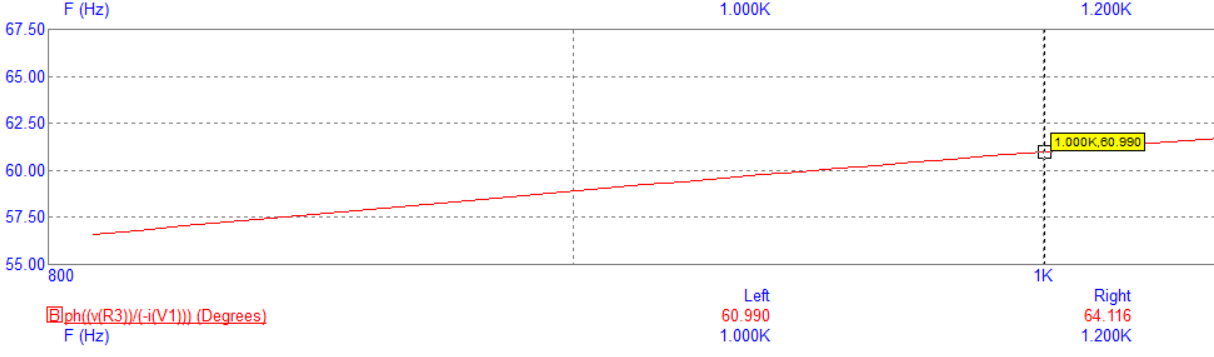 F (Hz) 1.000K 1.200K
67.50
65.00
62.50
1.000K,60.990
60.00
57.50
55.00
800 1K
Left Right
B ph((v(R3))/(-i(V1))) (Degrees) 60.990 64.116
F (Hz) 1.000K 1.200K